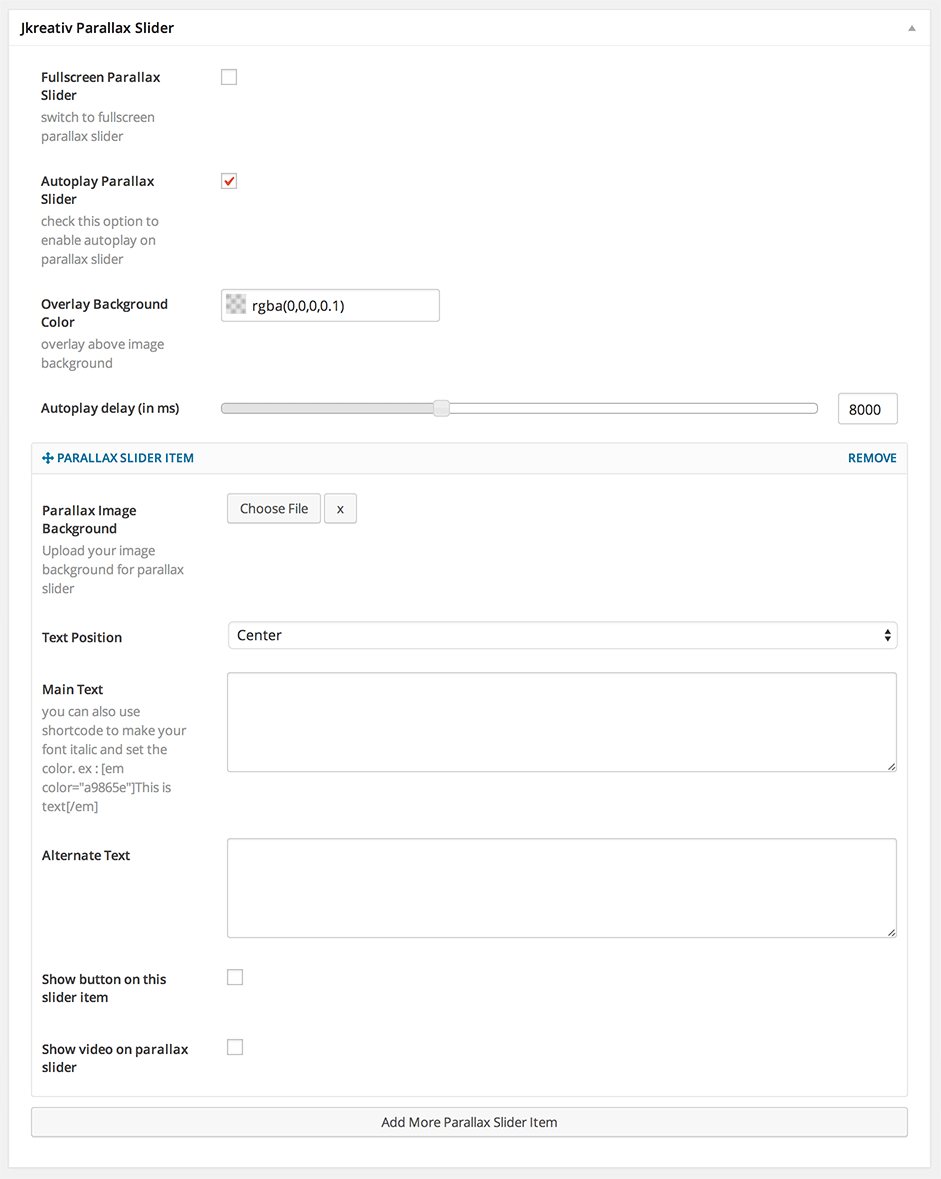 Jkreativ Parallax Slider
Fullscreen Parallax
Slider
switch to fullscreen
parallax slider
Autoplay Parallax
Slider
check this option to
enable autoplay on
parallax slider
Overlay Background
Color
rgba(0,0,0,0.1)
overlay above image
background
Autoplay delay (in ms)
8000
PARALLAX SLIDER ITEM
REMOVE
Parallax Image
Background
Choose File
x
Upload your image
background for parallax
slider
Text Position
Center
Main Text
you can also use
shortcode to make your
font italic and set the
color. ex : [em
color="a9865e"]This is
text[/em]
Alternate Text
Show button on this
slider item
Show video on parallax
slider
Add More Parallax Slider Item